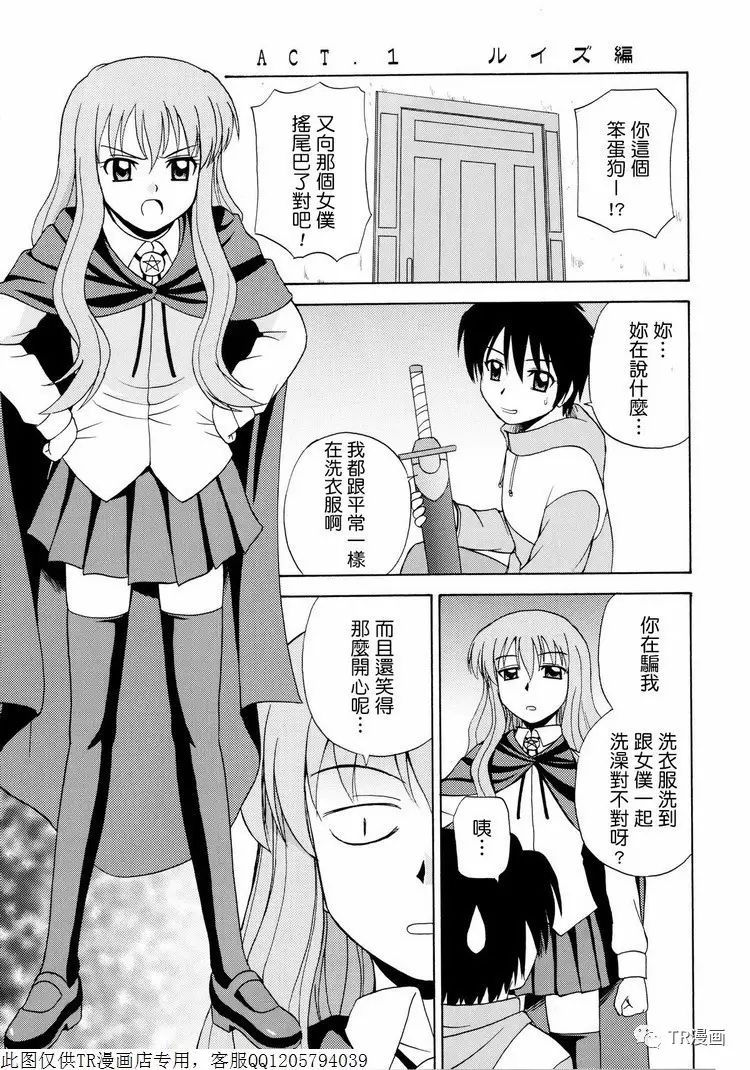 ACT.1 ルイズ編
你這個
笨蛋狗ー!?
又向那個女僕
搖尾巴了對吧!
妳…
妳在說什麼…
我都跟平常一樣
在洗衣服啊
你在騙我
洗衣服洗到
跟女僕一起
洗澡對不對呀?
咦…
而且還笑得
那麼開心呢…
TR漫画
此图仅供TR漫画店专用，客服QQ1205794039